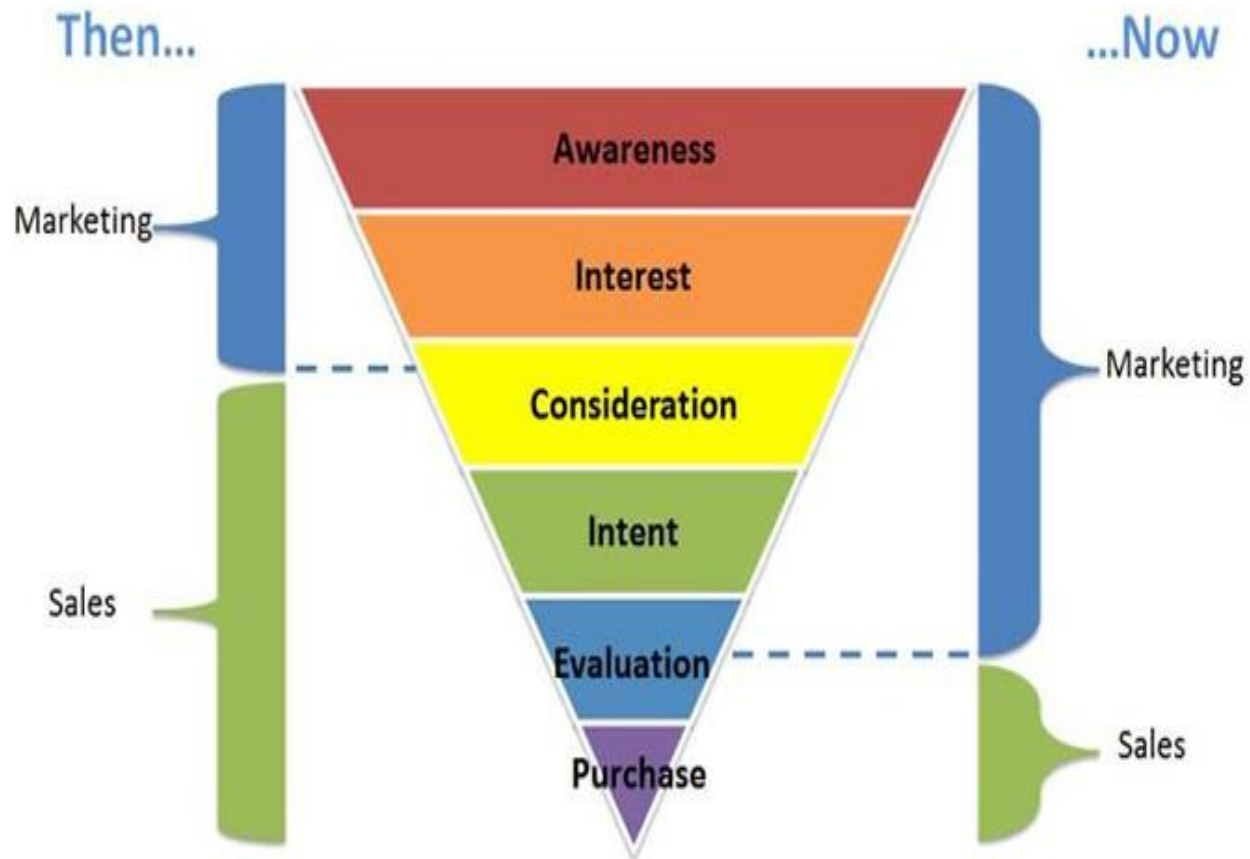 Then...
...Now
Awareness
Marketing
Interest
Marketing
Consideration
Intent
Sales
Evaluation
Sales
Purchase